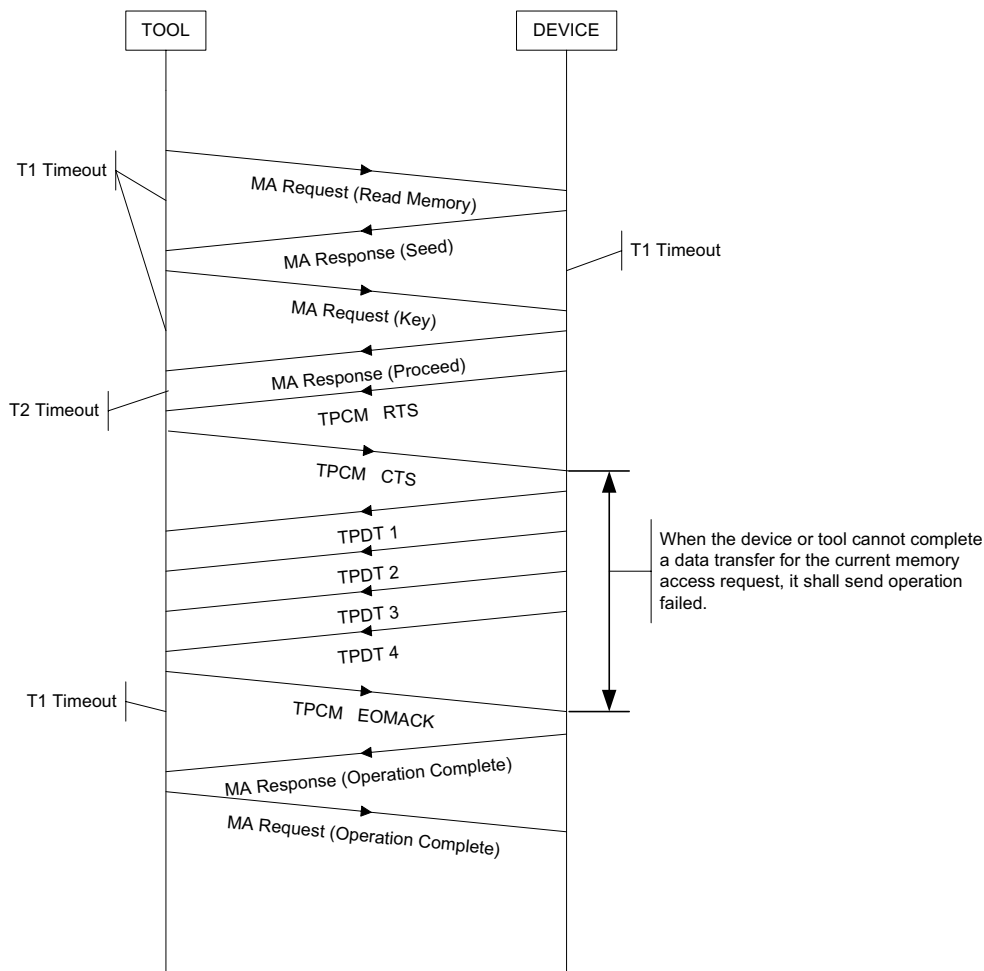 TOOL
DEVICE
T1 Timeout
MA Request (Read Memory)
MA Response (Seed)
T1 Timeout
MA Request (Key)
MA Response (Proceed)
T2 Timeout
TPCM RTS
TPCM CTS
TPDT 1
When the device or tool cannot complete
a data transfer for the current memory
access request, it shall send operation
failed.
TPDT 2
TPDT 3
TPDT 4
T1 Timeout
TPCM EOMACK
MA Response (Operation Complete)
MA Request (Operation Complete)